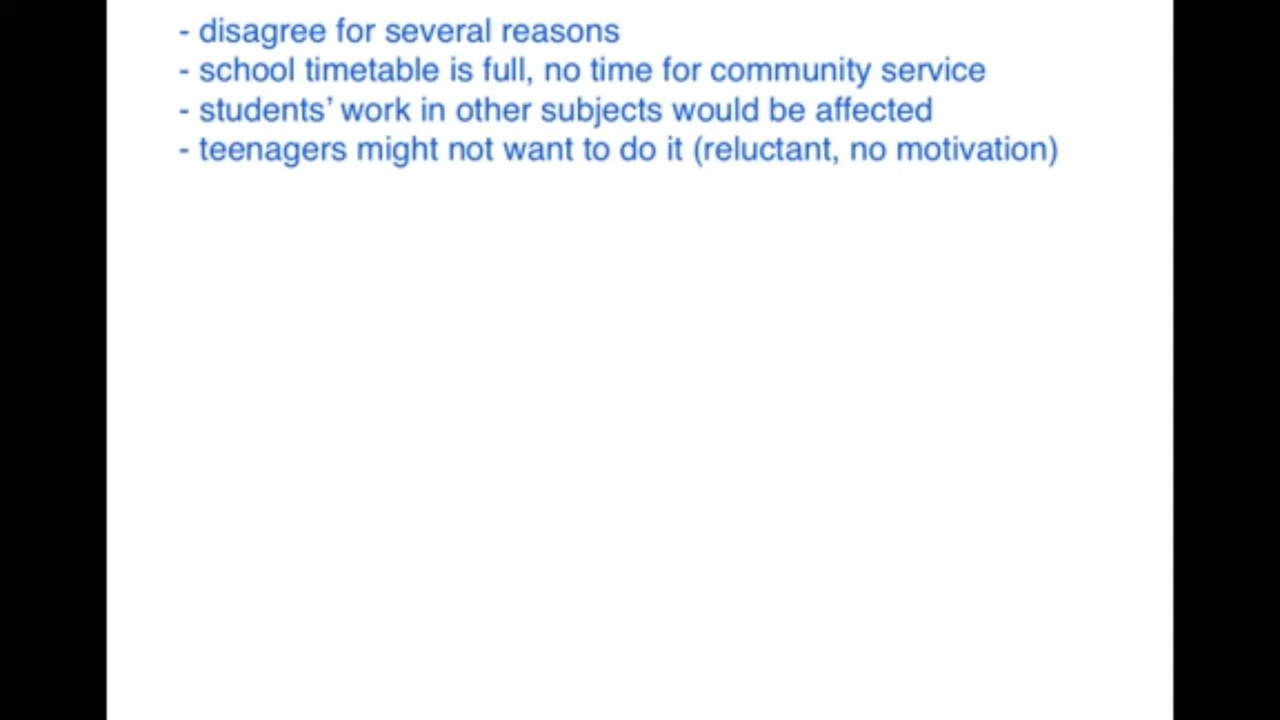 - disagree for several reasons
- school timetable is full, no time for community service
- students’ work in other subjects would be affected
- teenagers might not want to do it (reluctant, no motivation)